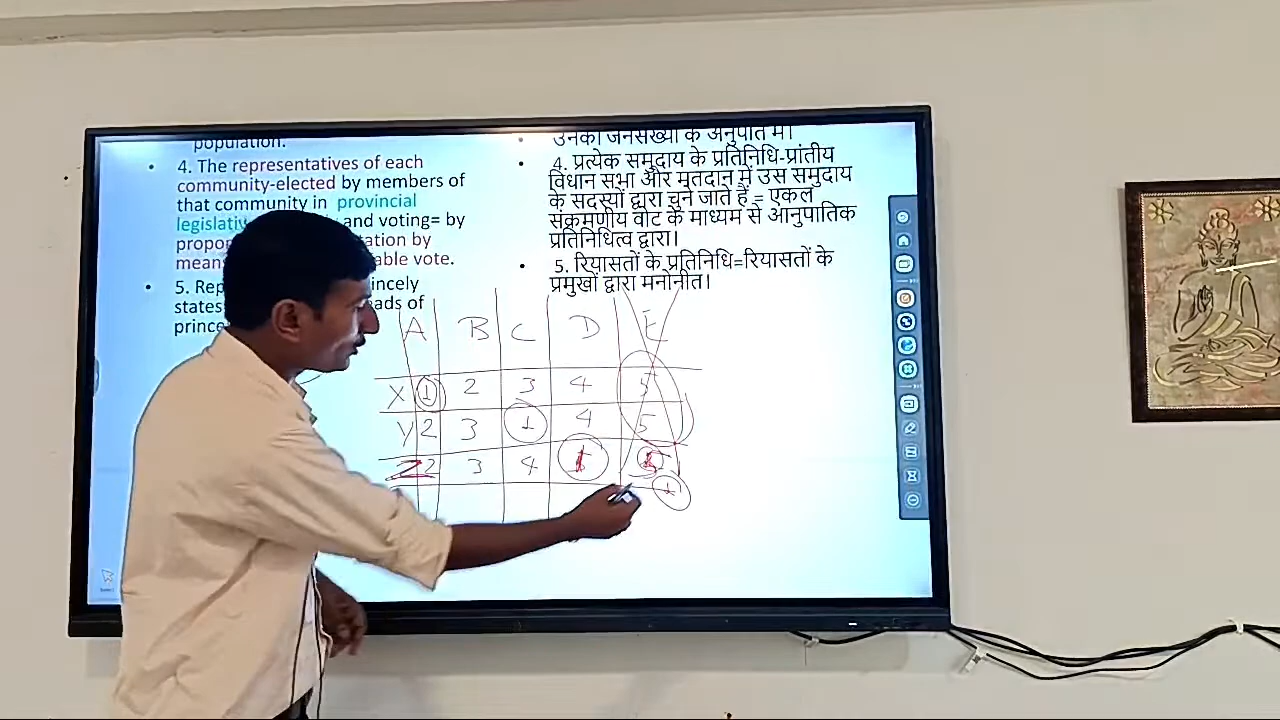 population.
4. The representatives of each
community-elected by members of
that community in provincial
legislativ and voting= by
propo tation by
mean able vote.
5. Rep incely
states eads of
prince
उनकी जनसंख्या के अनुपात में।
4. प्रत्येक समुदाय के प्रतिनिधि-प्रांतीय
विधान सभा और मतदान में उस समुदाय
के सदस्यों द्वारा चुने जाते हैं = एकल
संक्रमणीय वोट के माध्यम से आनुपातिक
प्रतिनिधित्व द्वारा।
5. रियासतों के प्रतिनिधि=रियासतों के
प्रमुखों द्वारा मनोनीत।
A B C D E
X 1 2 3 4 5
Y 2 3 1 4 5
Z 2 3 4 1
1